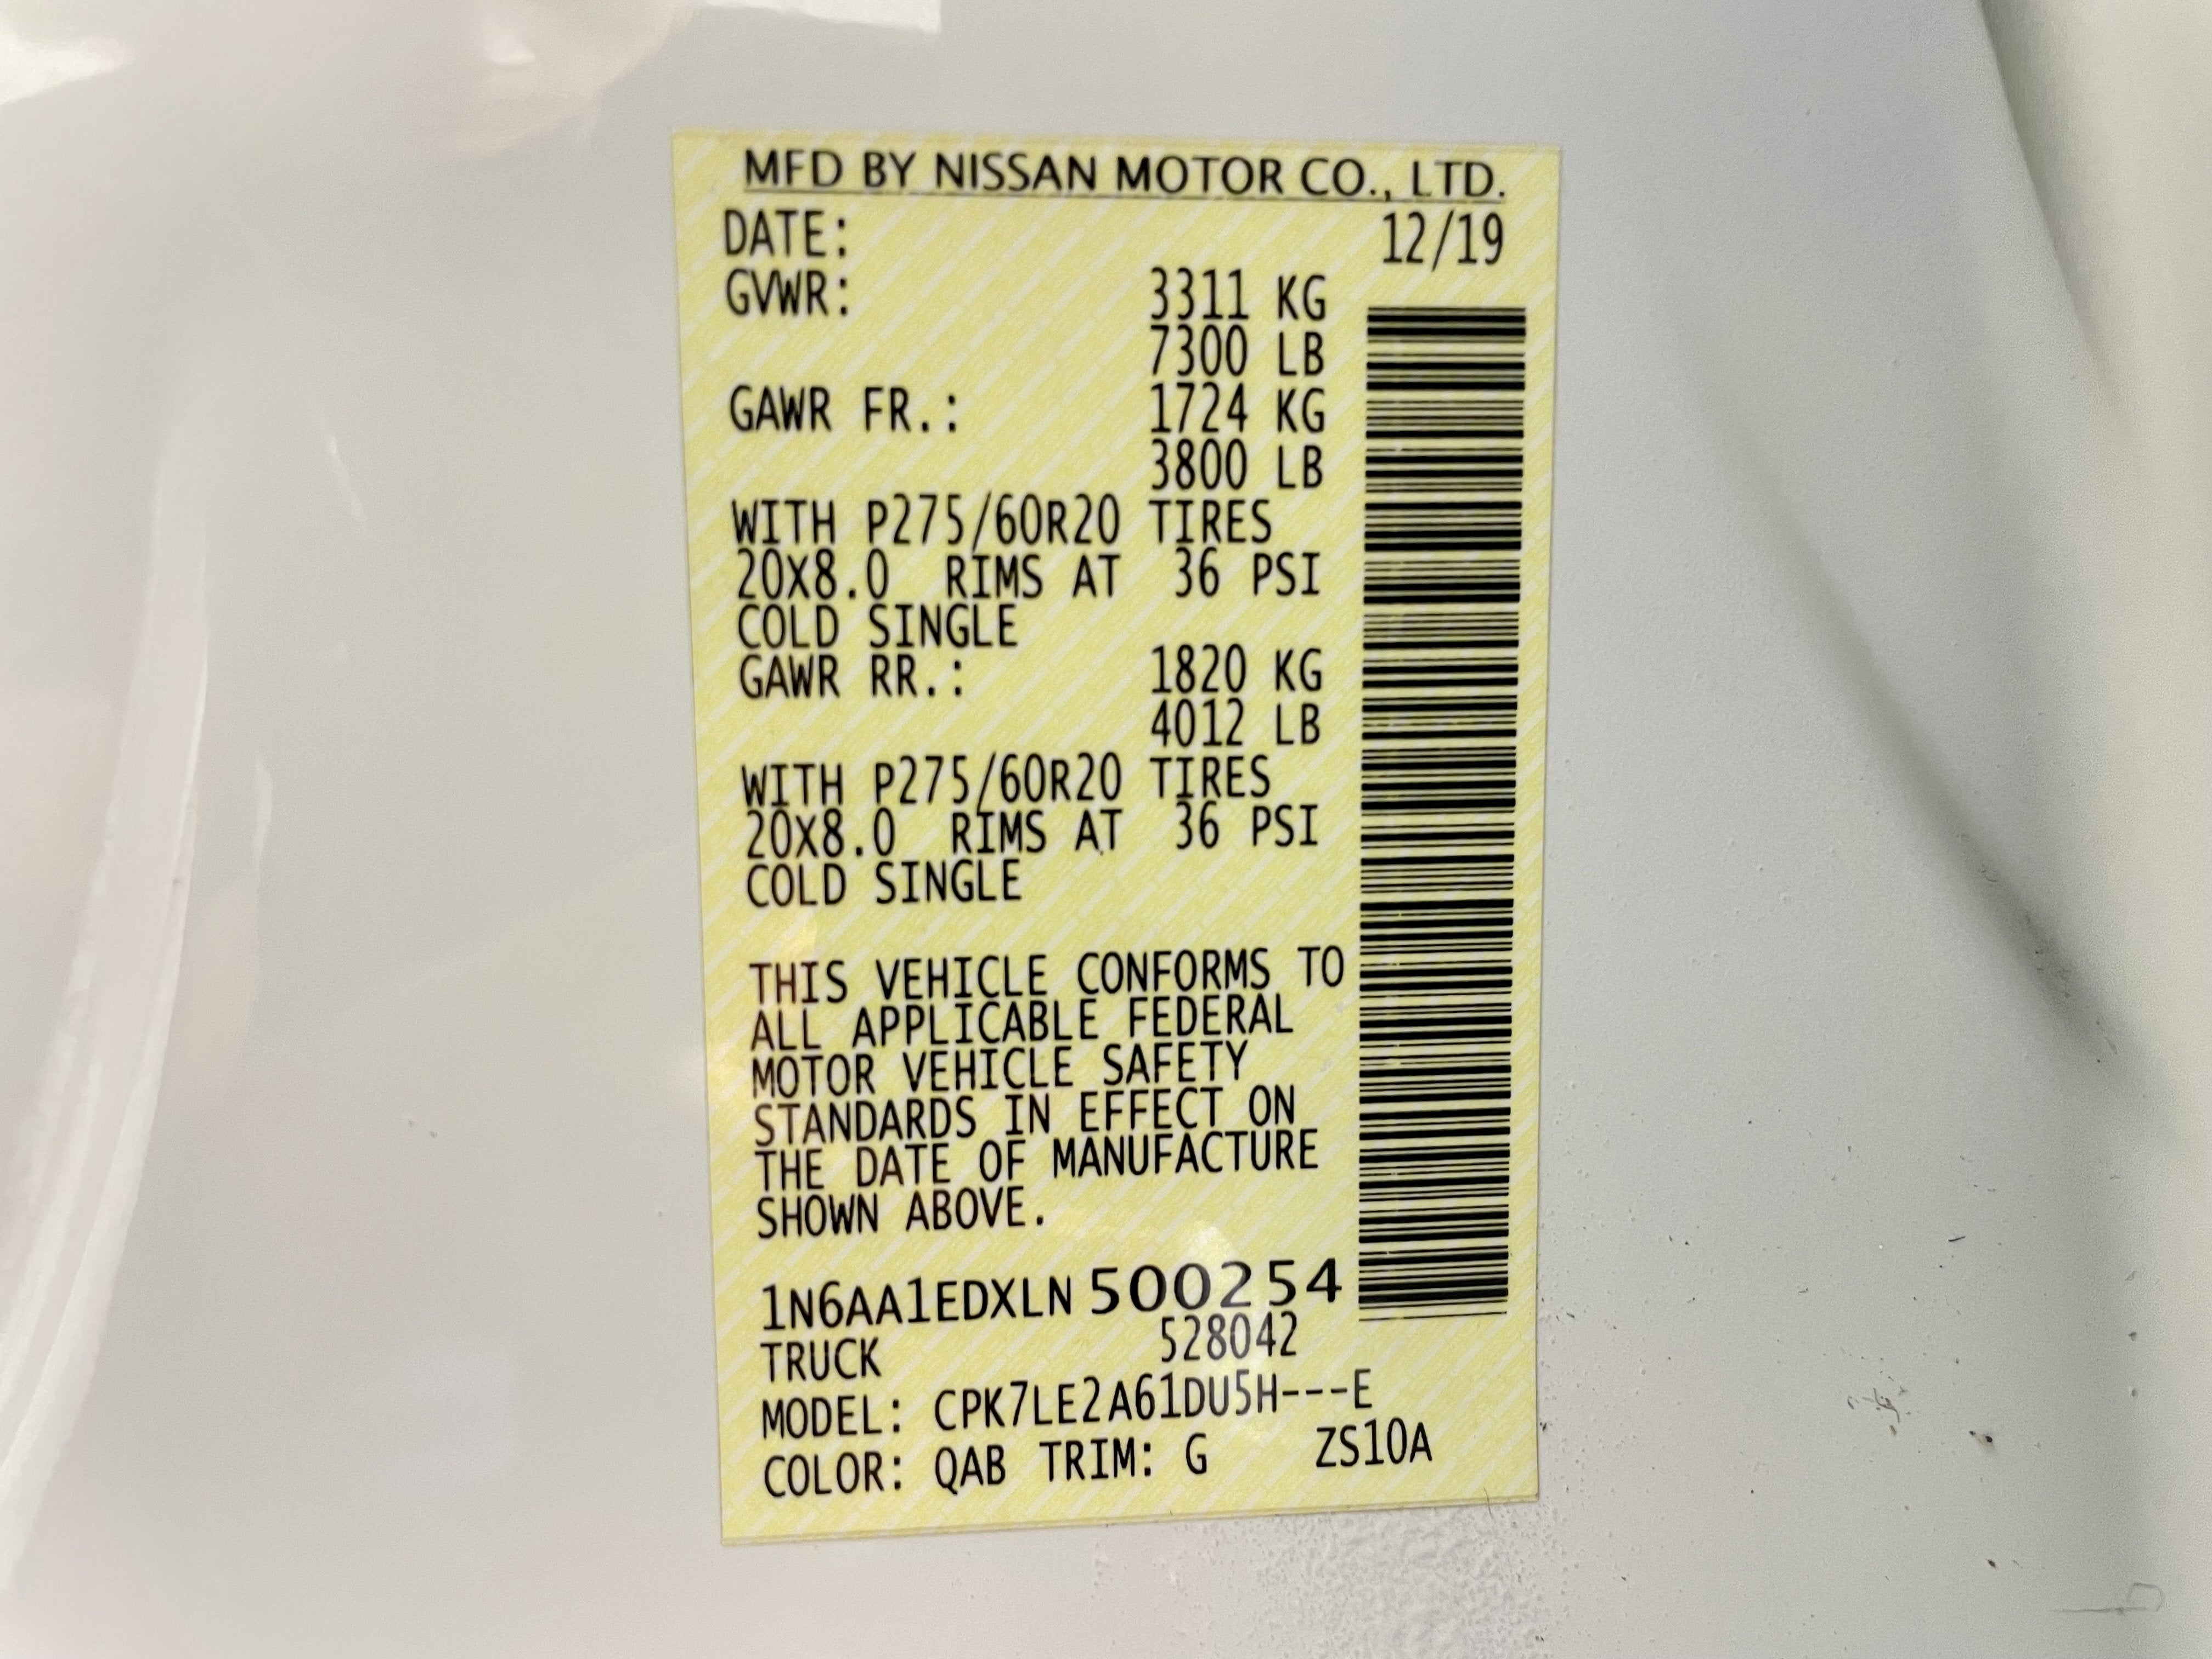 MFD BY NISSAN MOTOR CO., LTD.
DATE: 12/19
GVWR: 3311 KG
7300 LB
GAWR FR.: 1724 KG
3800 LB
WITH P275/60R20 TIRES
20X8.0 RIMS AT 36 PSI
COLD SINGLE
GAWR RR.: 1820 KG
4012 LB
WITH P275/60R20 TIRES
20X8.0 RIMS AT 36 PSI
COLD SINGLE
THIS VEHICLE CONFORMS TO
ALL APPLICABLE FEDERAL
MOTOR VEHICLE SAFETY
STANDARDS IN EFFECT ON
THE DATE OF MANUFACTURE
SHOWN ABOVE.
1N6AA1EDXLN500254
TRUCK 528042
MODEL: CPK7LE2A61DU5H---E
COLOR: QAB TRIM: G ZS10A